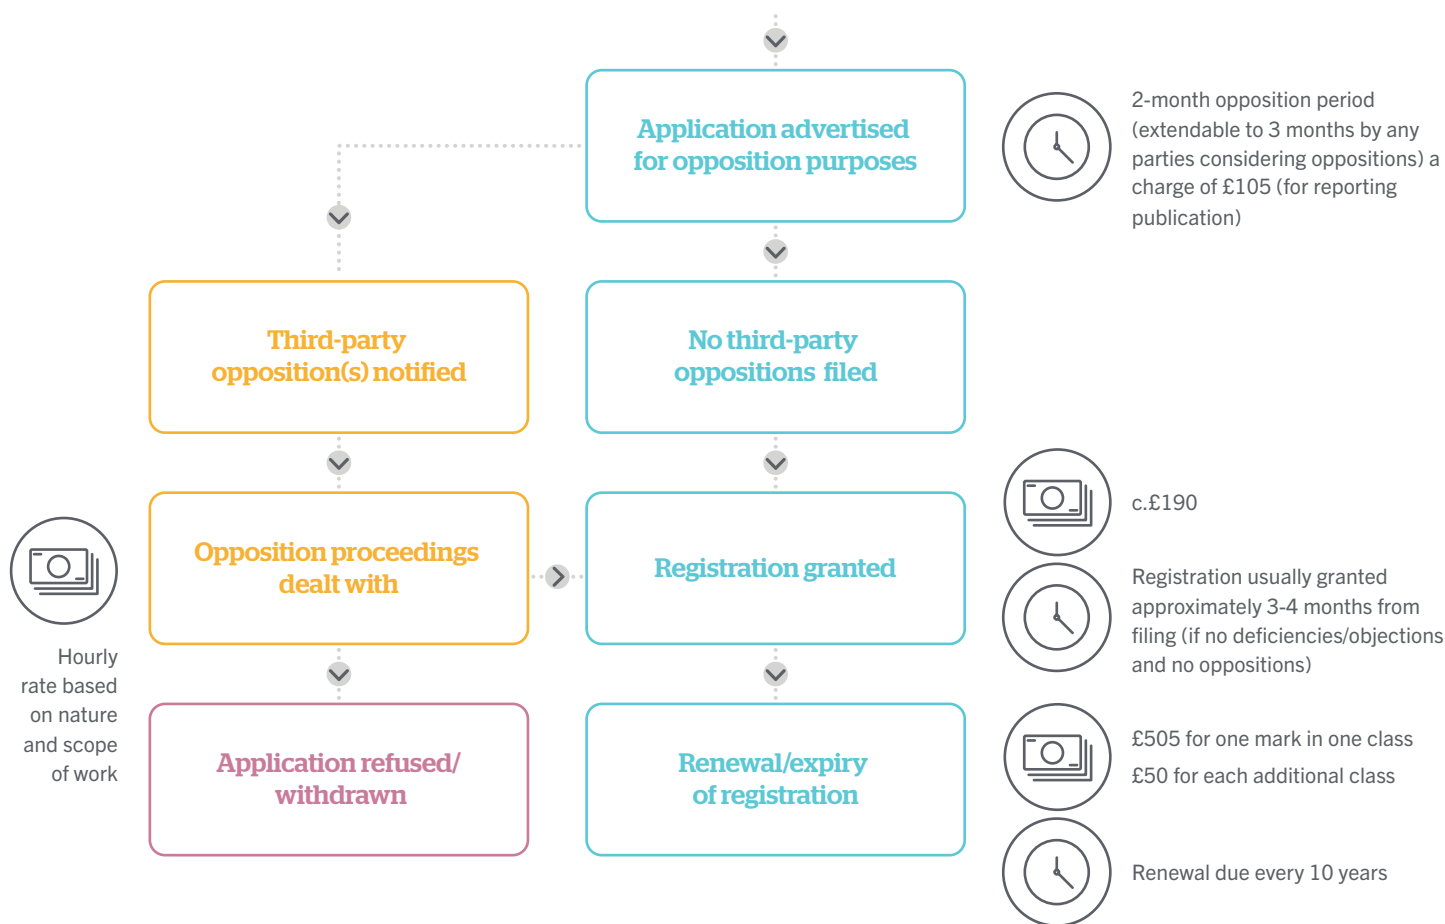 Application advertised
for opposition purposes
2-month opposition period
(extendable to 3 months by any
parties considering oppositions) a
charge of £105 (for reporting
publication)
Third-party
opposition(s) notified
No third-party
oppositions filed
Hourly
rate based
on nature
and scope
of work
Opposition proceedings
dealt with
Registration granted
c.£190
Registration usually granted
approximately 3-4 months from
filing (if no deficiencies/objections
and no oppositions)
Application refused/
withdrawn
Renewal/expiry
of registration
£505 for one mark in one class
£50 for each additional class
Renewal due every 10 years